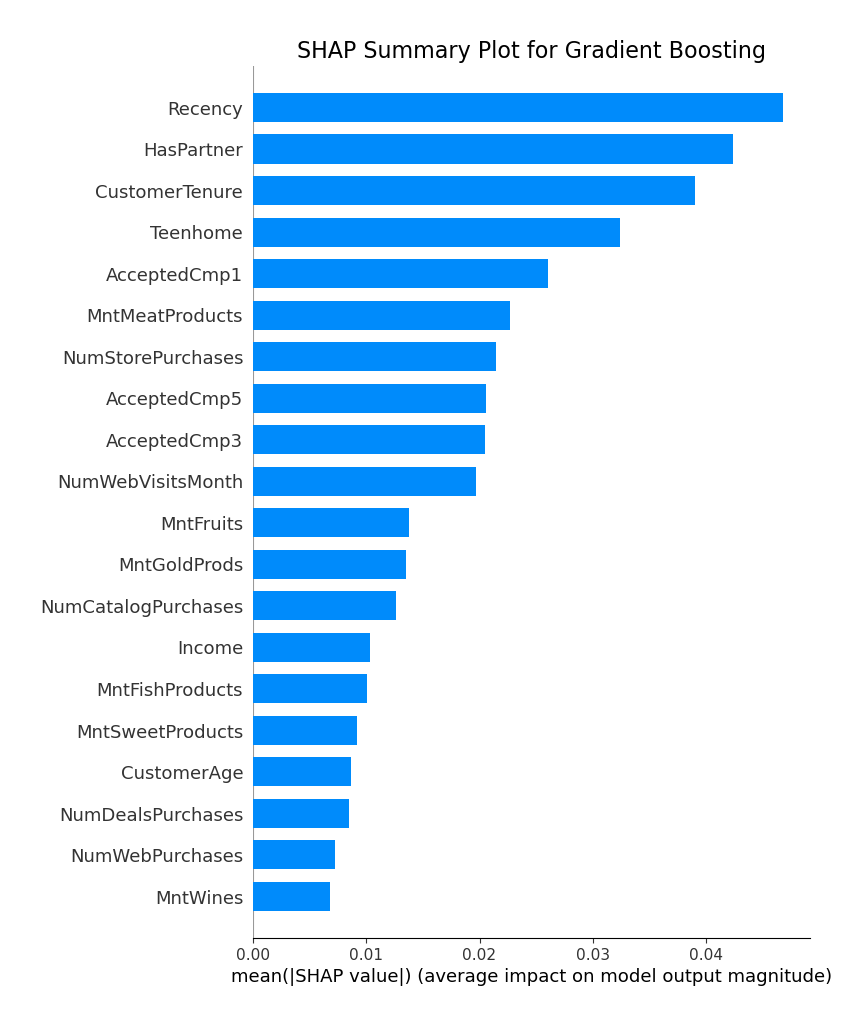 SHAP Summary Plot for Gradient Boosting
Recency
HasPartner
CustomerTenure
Teenhome
AcceptedCmp1
MntMeatProducts
NumStorePurchases
AcceptedCmp5
AcceptedCmp3
NumWebVisitsMonth
MntFruits
MntGoldProds
NumCatalogPurchases
Income
MntFishProducts
MntSweetProducts
CustomerAge
NumDealsPurchases
NumWebPurchases
MntWines
0.00 0.01 0.02 0.03 0.04
mean(|SHAP value|) (average impact on model output magnitude)